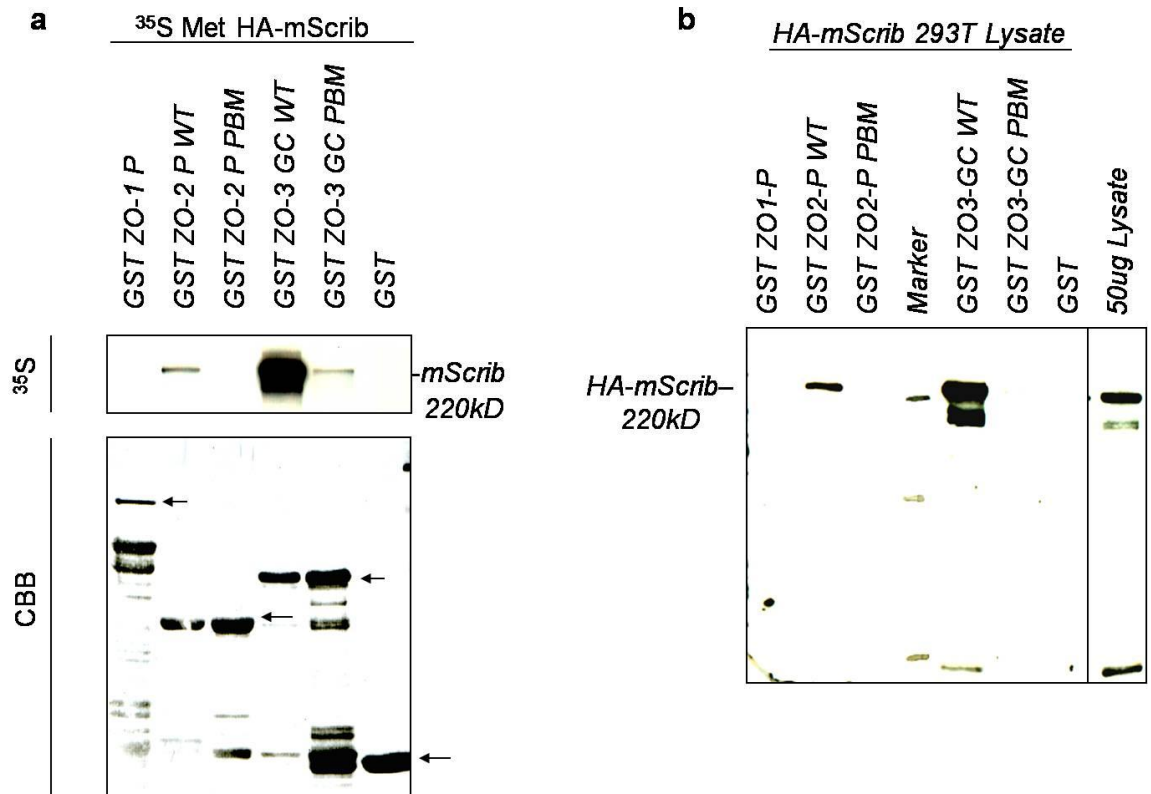 a
³⁵S Met HA-mScrib
GST ZO-1 P
GST ZO-2 P WT
GST ZO-2 P PBM
GST ZO-3 GC WT
GST ZO-3 GC PBM
GST
³⁵S
-mScrib
220kD
CBB
b
HA-mScrib 293T Lysate
GST ZO1-P
GST ZO2-P WT
GST ZO2-P PBM
Marker
GST ZO3-GC WT
GST ZO3-GC PBM
GST
50ug Lysate
HA-mScrib–
220kD